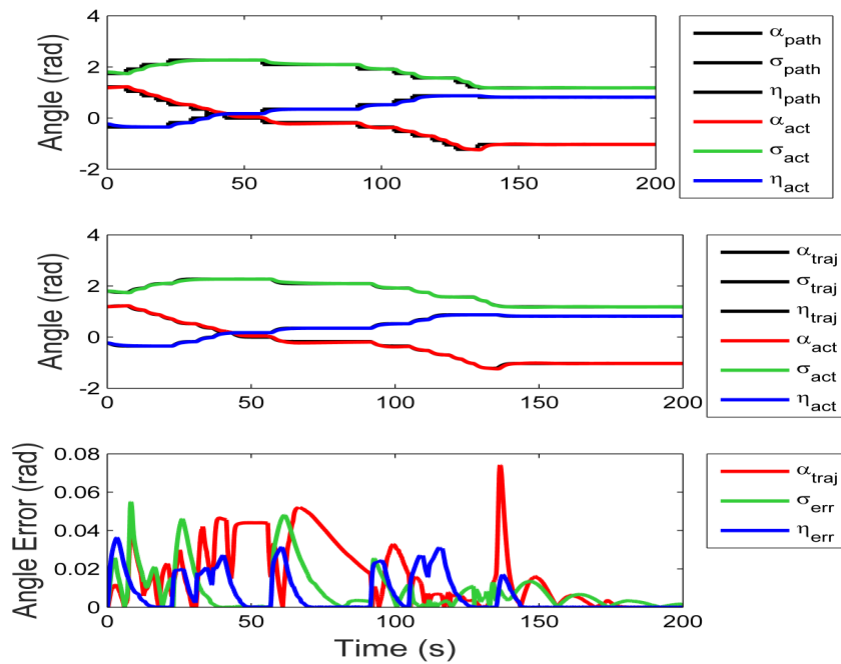 4
2
0
-2
Angle (rad)
0 50 100 150 200
α_path
σ_path
η_path
α_act
σ_act
η_act
4
2
0
-2
Angle (rad)
0 50 100 150 200
α_traj
σ_traj
η_traj
α_act
σ_act
η_act
0.08
0.06
0.04
0.02
0
Angle Error (rad)
0 50 100 150 200
Time (s)
α_traj
σ_err
η_err